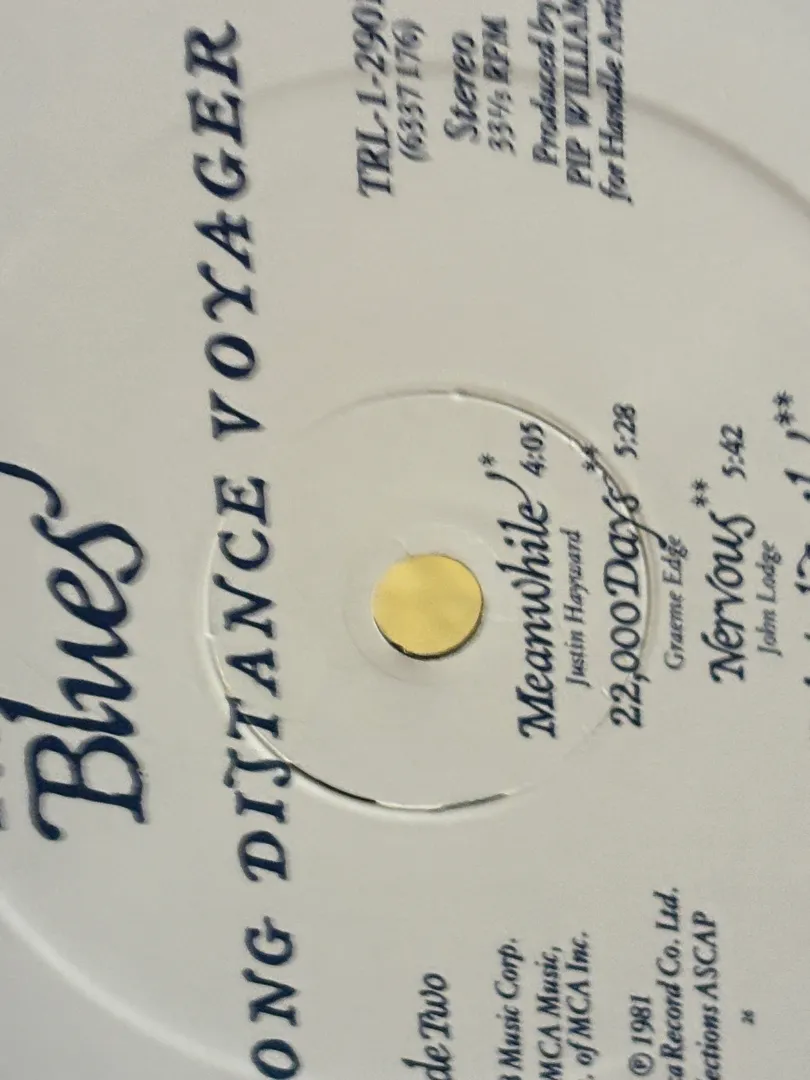 Blues
ONG DISTANCE VOYAGER
TRL-1-290
(6337 176)
Stereo
33⅓ RPM
Produced by
PIP WILLIAM
for Handle
de Two
Meanwhile* 4:05
Justin Hayward
22,000 Days** 5:28
Graeme Edge
Nervous** 5:42
John Lodge
**
Music Corp.
MCA Music,
. of MCA Inc.
℗ 1981
a Record Co. Ltd.
ections ASCAP
26